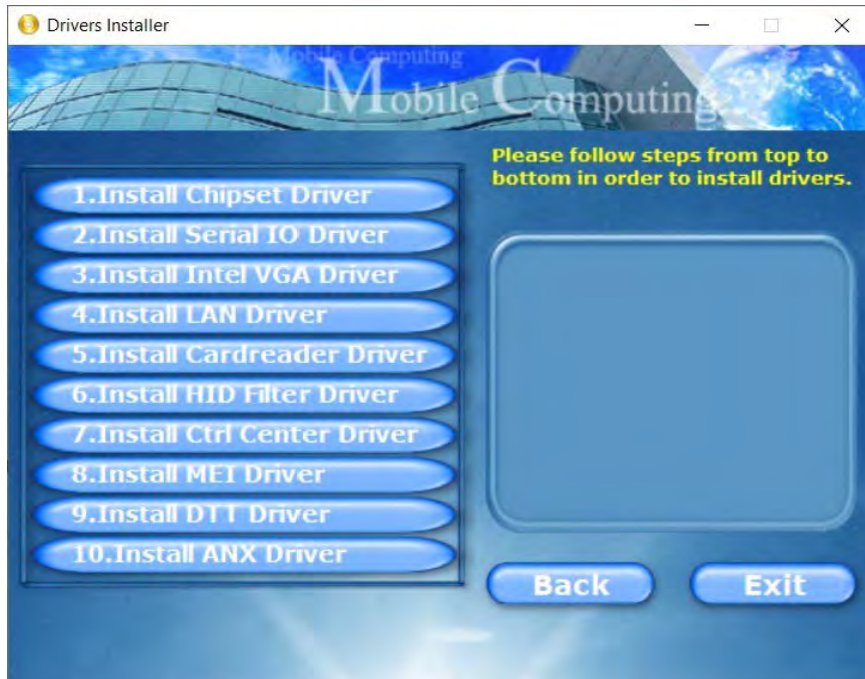 Drivers Installer
Mobile Computing
Mobile Computing
Please follow steps from top to
bottom in order to install drivers.
1.Install Chipset Driver
2.Install Serial IO Driver
3.Install Intel VGA Driver
4.Install LAN Driver
5.Install Cardreader Driver
6.Install HID Filter Driver
7.Install Ctrl Center Driver
8.Install MEI Driver
9.Install DTT Driver
10.Install ANX Driver
Back
Exit